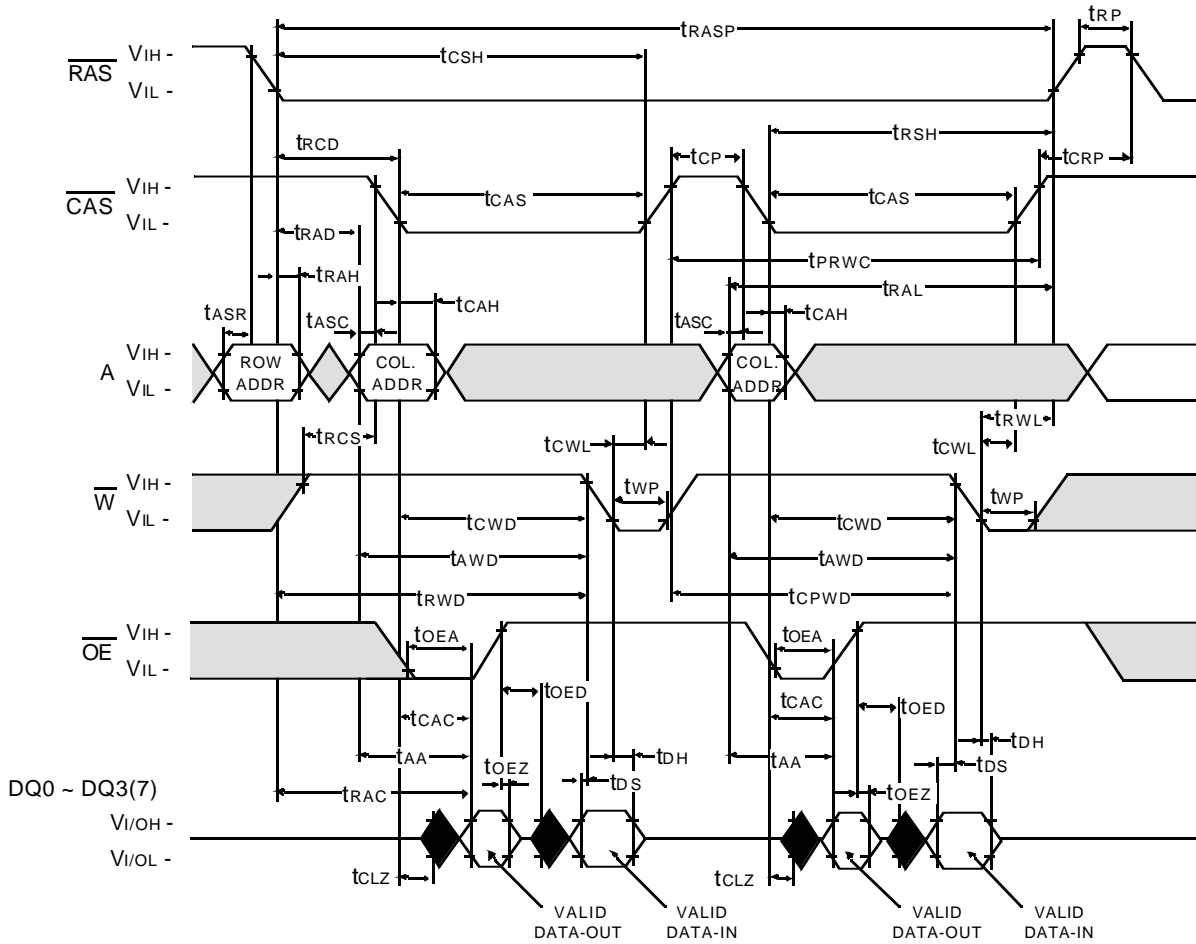 tRP
tRASP
VIH -
tCSH
RAS
VIL -
tRSH
tRCD
tCP
tCRP
VIH -
CAS
tCAS
tCAS
VIL -
tRAD
tPRWC
tRAH
tRAL
tCAH
tCAH
tASR
tASC
tASC
VIH -
A
ROW
ADDR
COL.
ADDR
COL.
ADDR
VIL -
tRWL
tRCS
tCWL
tCWL
VIH -
W
tWP
tWP
VIL -
tCWD
tCWD
tAWD
tAWD
tRWD
tCPWD
VIH -
OE
tOEA
tOEA
VIL -
tOED
tOED
tCAC
tCAC
tAA
tDH
tAA
tDH
tOEZ
tDS
tOEZ
tDS
DQ0 ~ DQ3(7)
tRAC
VI/OH -
VI/OL -
tCLZ
tCLZ
VALID
DATA-OUT
VALID
DATA-IN
VALID
DATA-OUT
VALID
DATA-IN